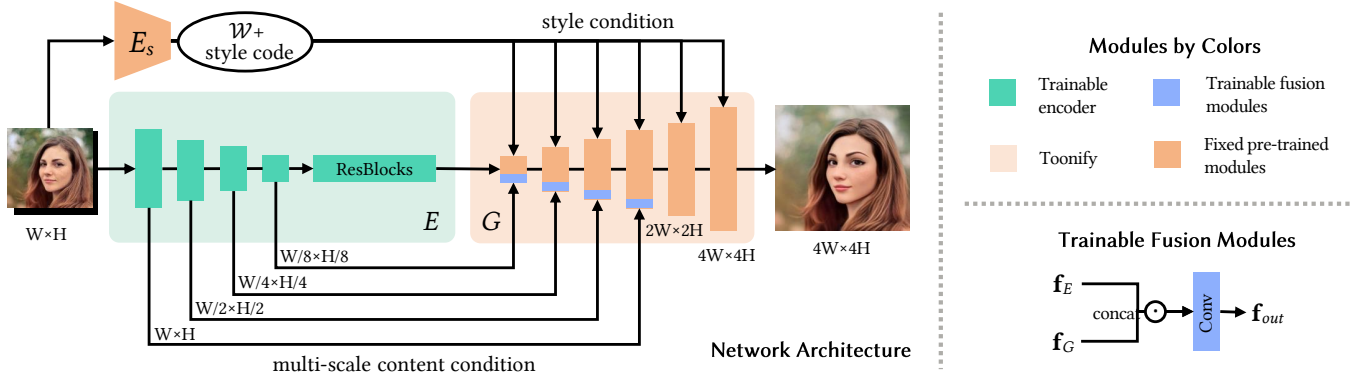 E_s
𝒲+
style code
style condition
W×H
ResBlocks
E
G
W/8×H/8
W/4×H/4
W/2×H/2
W×H
2W×2H
4W×4H
4W×4H
multi-scale content condition
Network Architecture
Modules by Colors
Trainable
encoder
Trainable fusion
modules
Toonify
Fixed pre-trained
modules
Trainable Fusion Modules
f_E
concat
f_G
Conv
f_out